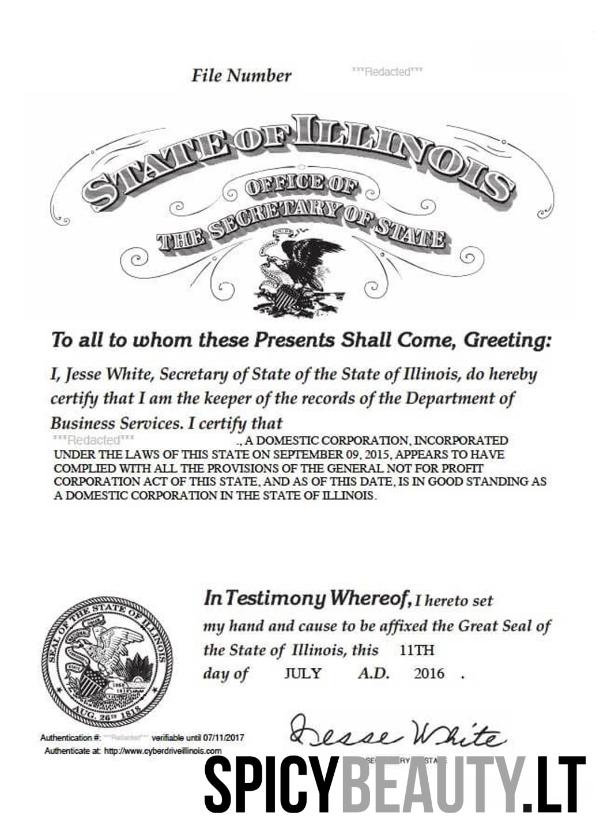 File Number ***Redacted***
STATE OF ILLINOIS
OFFICE OF
THE SECRETARY OF STATE
To all to whom these Presents Shall Come, Greeting:
I, Jesse White, Secretary of State of the State of Illinois, do hereby
certify that I am the keeper of the records of the Department of
Business Services. I certify that
***Redacted*** ., A DOMESTIC CORPORATION, INCORPORATED
UNDER THE LAWS OF THIS STATE ON SEPTEMBER 09, 2015, APPEARS TO HAVE
COMPLIED WITH ALL THE PROVISIONS OF THE GENERAL NOT FOR PROFIT
CORPORATION ACT OF THIS STATE, AND AS OF THIS DATE, IS IN GOOD STANDING AS
A DOMESTIC CORPORATION IN THE STATE OF ILLINOIS.
In Testimony Whereof, I hereto set
my hand and cause to be affixed the Great Seal of
the State of Illinois, this 11TH
day of JULY A.D. 2016 .
SEAL OF THE STATE OF ILLINOIS
AUG. 26TH 1818
Authentication #: ***Redacted*** verifiable until 07/11/2017
Authenticate at: http://www.cyberdriveillinois.com
Jesse White
SPICYBEAUTY.LT